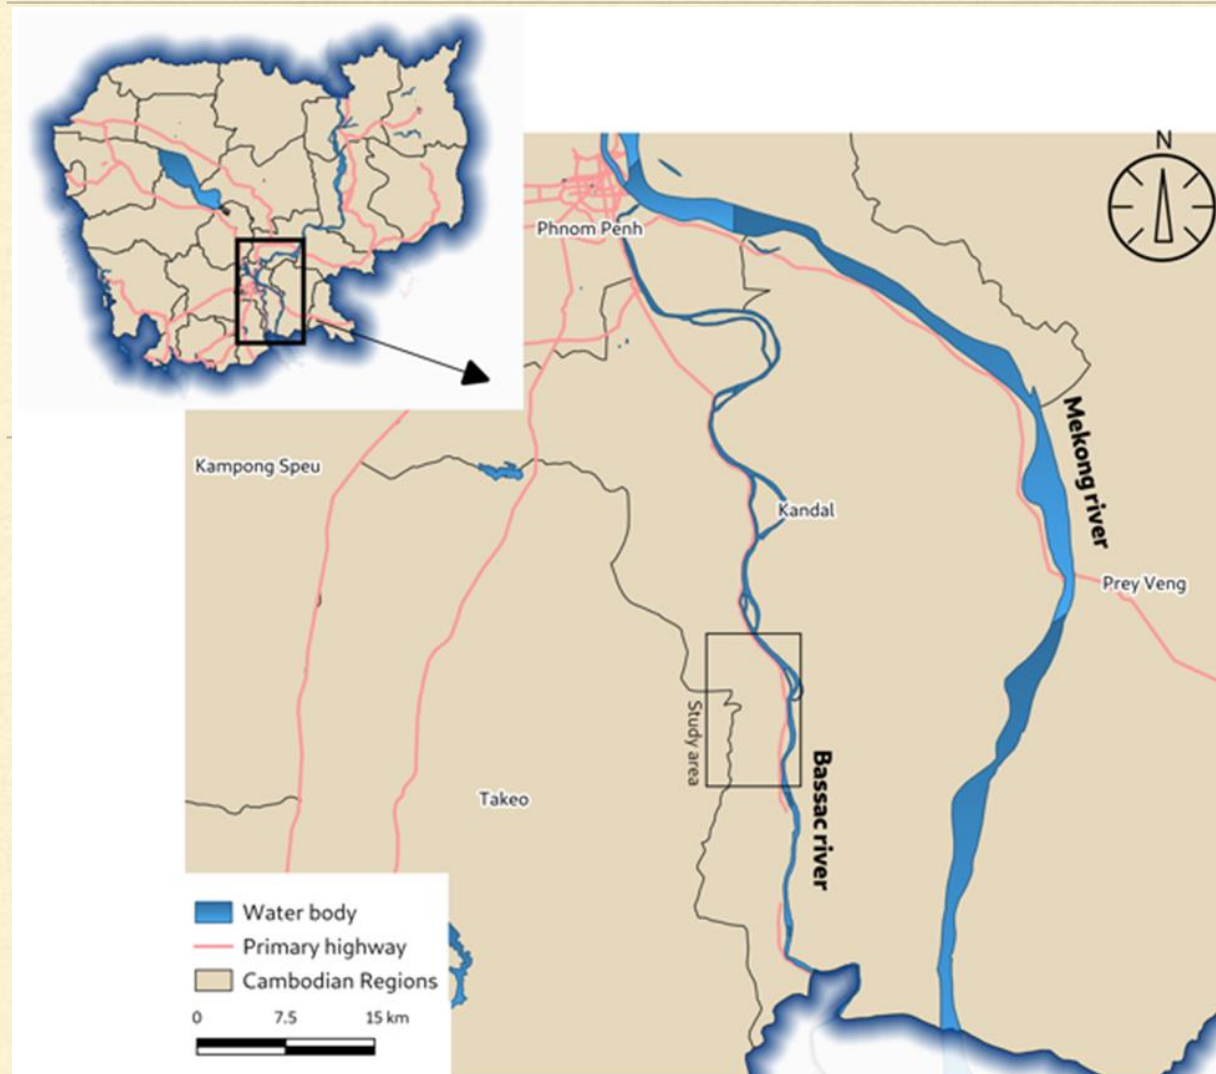 N
Phnom Penh
Mekong river
Kampong Speu
Kandal
Prey Veng
Study area
Bassac river
Takeo
Water body
Primary highway
Cambodian Regions
0 7.5 15 km